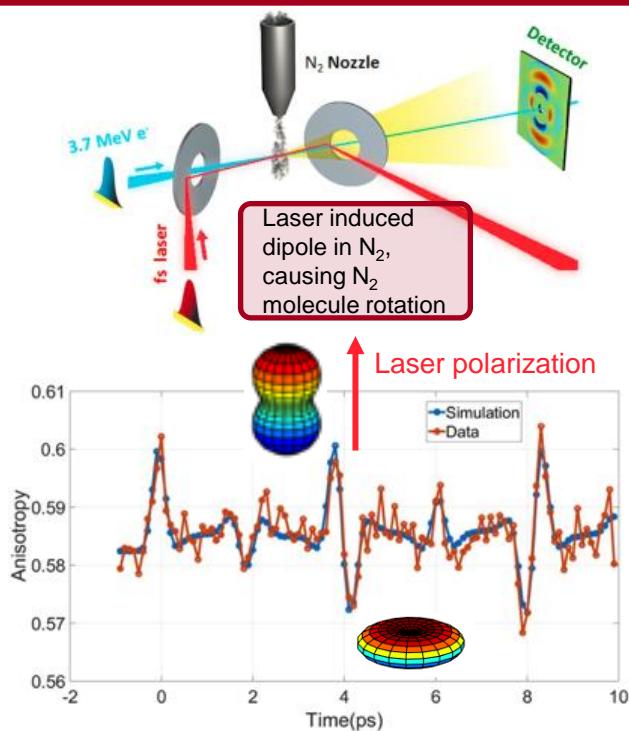 N₂ Nozzle
Detector
3.7 MeV e⁻
fs laser
Laser induced
dipole in N₂,
causing N₂
molecule rotation
Laser polarization
0.61
0.6
0.59
0.58
0.57
0.56
Anisotropy
Simulation
Data
-2
0
2
4
6
8
10
Time(ps)